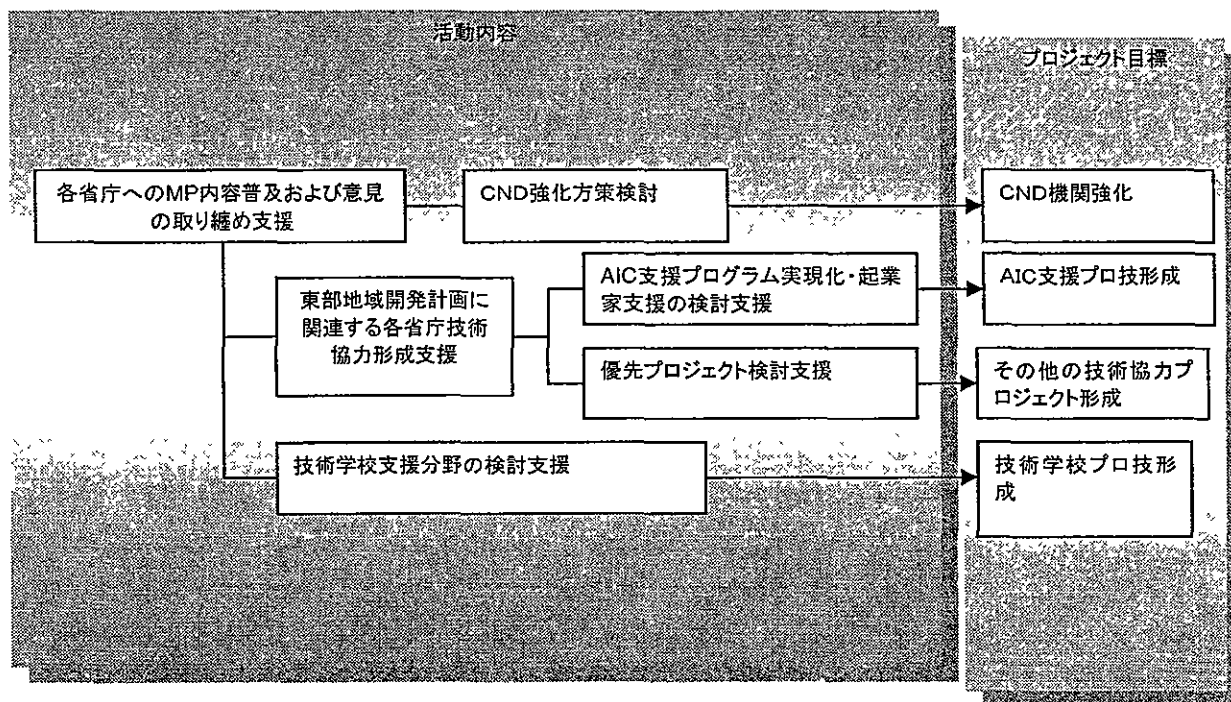 活動内容
プロジェクト目標
各省庁へのMP内容普及および意見
の取り纏め支援
CND強化方策検討
CND機関強化
東部地域開発計画に
関連する各省庁技術
協力形成支援
AIC支援プログラム実現化・起業
家支援の検討支援
AIC支援プロ技形成
優先プロジェクト検討支援
その他の技術協力プ
ロジェクト形成
技術学校支援分野の検討支援
技術学校プロ技形
成